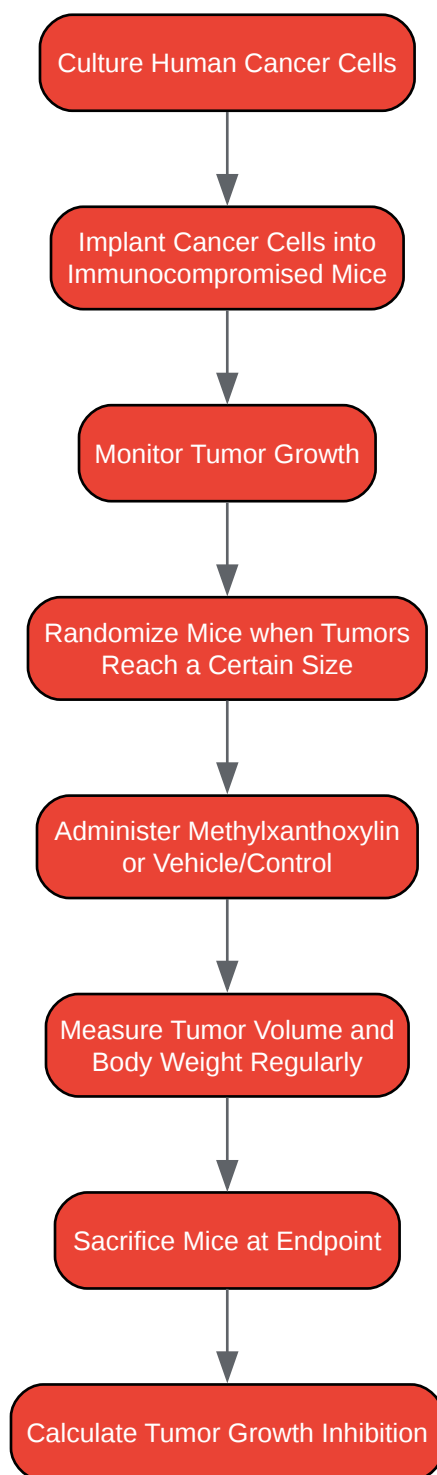 Culture Human Cancer Cells
Implant Cancer Cells into
Immunocompromised Mice
Monitor Tumor Growth
Randomize Mice when Tumors
Reach a Certain Size
Administer Methylxanthoxylin
or Vehicle/Control
Measure Tumor Volume and
Body Weight Regularly
Sacrifice Mice at Endpoint
Calculate Tumor Growth Inhibition